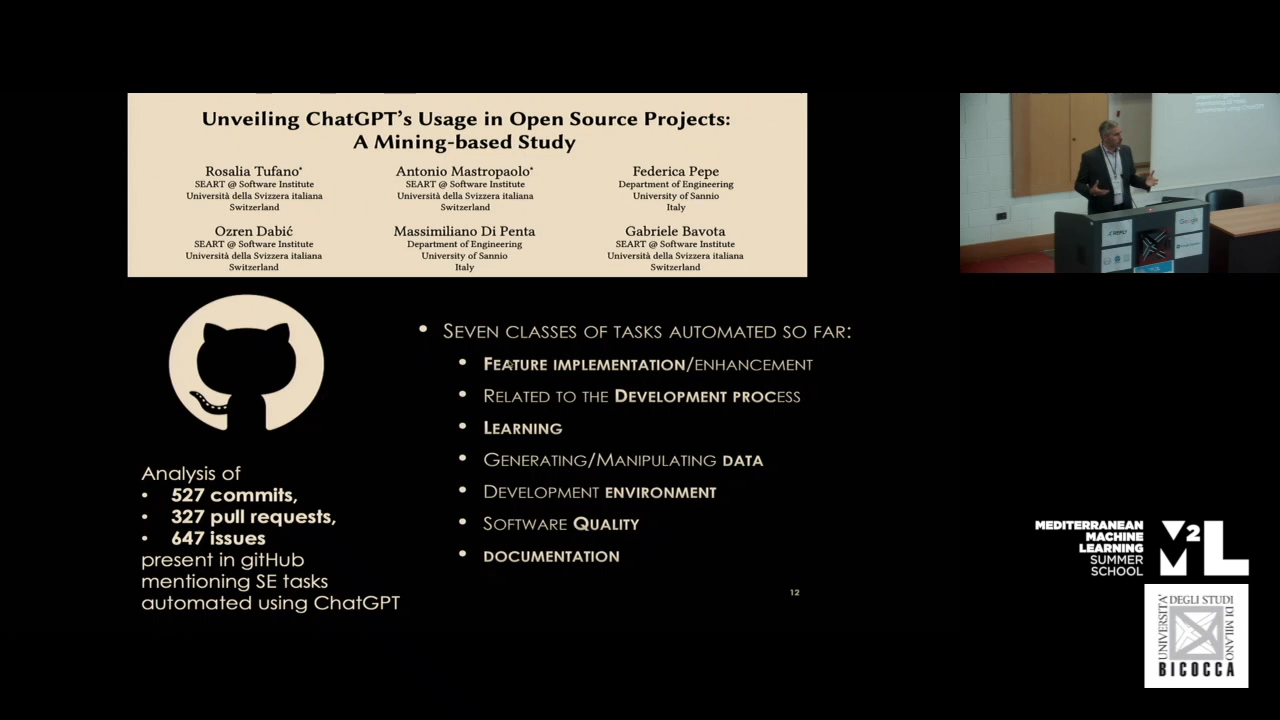 Unveiling ChatGPT's Usage in Open Source Projects:
A Mining-based Study
Rosalia Tufano*
SEART @ Software Institute
Università della Svizzera italiana
Switzerland
Antonio Mastropaolo*
SEART @ Software Institute
Università della Svizzera italiana
Switzerland
Federica Pepe
Department of Engineering
University of Sannio
Italy
Ozren Dabić
SEART @ Software Institute
Università della Svizzera italiana
Switzerland
Massimiliano Di Penta
Department of Engineering
University of Sannio
Italy
Gabriele Bavota
SEART @ Software Institute
Università della Svizzera italiana
Switzerland
Analysis of
• 527 commits,
• 327 pull requests,
• 647 issues
present in gitHub
mentioning SE tasks
automated using ChatGPT
• Seven classes of tasks automated so far:
• Feature implementation/enhancement
• Related to the Development process
• Learning
• Generating/Manipulating data
• Development environment
• Software Quality
• documentation
12
Google
MEDITERRANEAN
MACHINE
LEARNING
SUMMER
SCHOOL
M2L
UNIVERSITA'
DEGLI STUDI
DI MILANO
BICOCCA